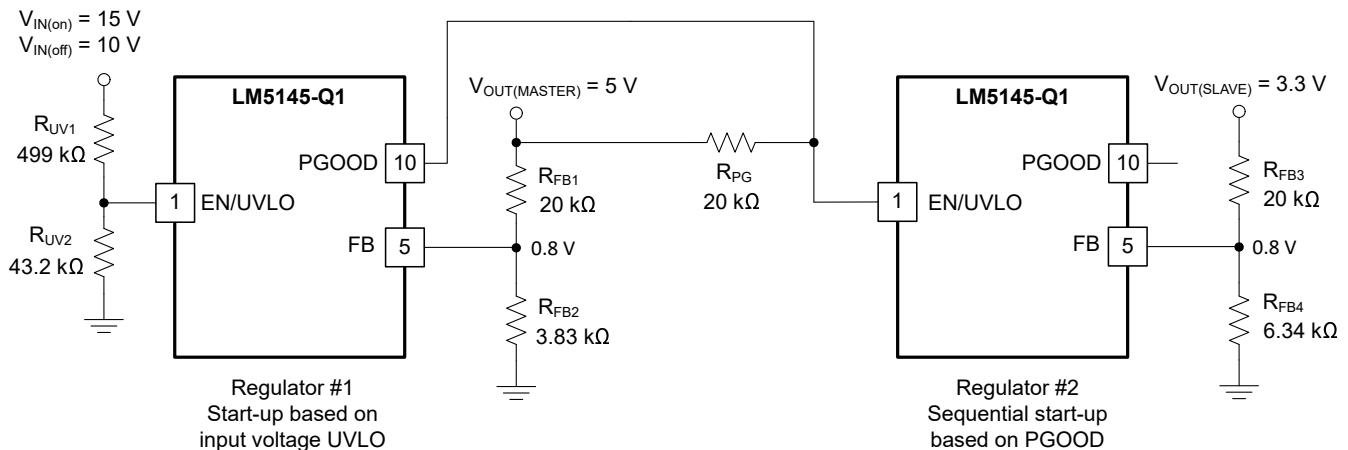 V_IN(on) = 15 V
V_IN(off) = 10 V
R_UV1
499 kΩ
R_UV2
43.2 kΩ
LM5145-Q1
PGOOD
10
1
EN/UVLO
FB
5
Regulator #1
Start-up based on
input voltage UVLO
V_OUT(MASTER) = 5 V
R_FB1
20 kΩ
0.8 V
R_FB2
3.83 kΩ
R_PG
20 kΩ
LM5145-Q1
PGOOD
10
1
EN/UVLO
FB
5
Regulator #2
Sequential start-up
based on PGOOD
V_OUT(SLAVE) = 3.3 V
R_FB3
20 kΩ
0.8 V
R_FB4
6.34 kΩ